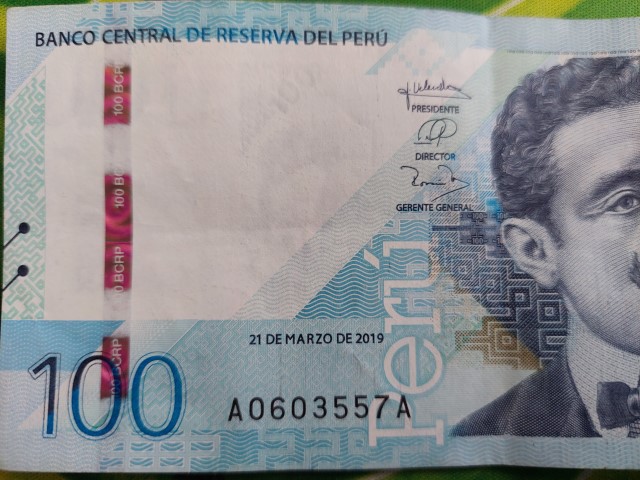 BANCO CENTRAL DE RESERVA DEL PERÚ
PRESIDENTE
DIRECTOR
GERENTE GENERAL
100 BCRP
100 BCRP
100 BCRP
100 BCRP
21 DE MARZO DE 2019
100
A0603557A
Perú